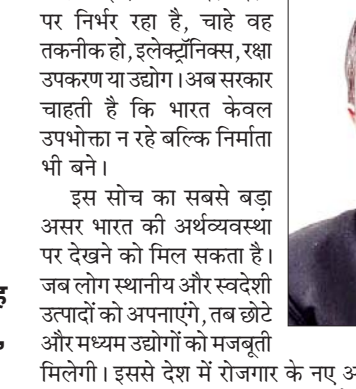 पर निर्भर रहा है, चाहे वह
तकनीक हो, इलेक्ट्रॉनिक्स, रक्षा
उपकरण या उद्योग। अब सरकार
चाहती है कि भारत केवल
उपभोक्ता न रहे बल्कि निर्माता
भी बने।
इस सोच का सबसे बड़ा
असर भारत की अर्थव्यवस्था
पर देखने को मिल सकता है।
जब लोग स्थानीय और स्वदेशी
उत्पादों को अपनाएंगे, तब छोटे
और मध्यम उद्योगों को मजबूती
मिलेगी। इससे देश में रोजगार के नए